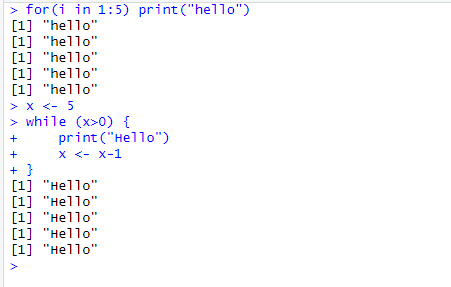 > for(i in 1:5) print("hello")
[1] "hello"
[1] "hello"
[1] "hello"
[1] "hello"
[1] "hello"
> x <- 5
> while (x>0) {
+     print("Hello")
+     x <- x-1
+ }
[1] "Hello"
[1] "Hello"
[1] "Hello"
[1] "Hello"
[1] "Hello"
>